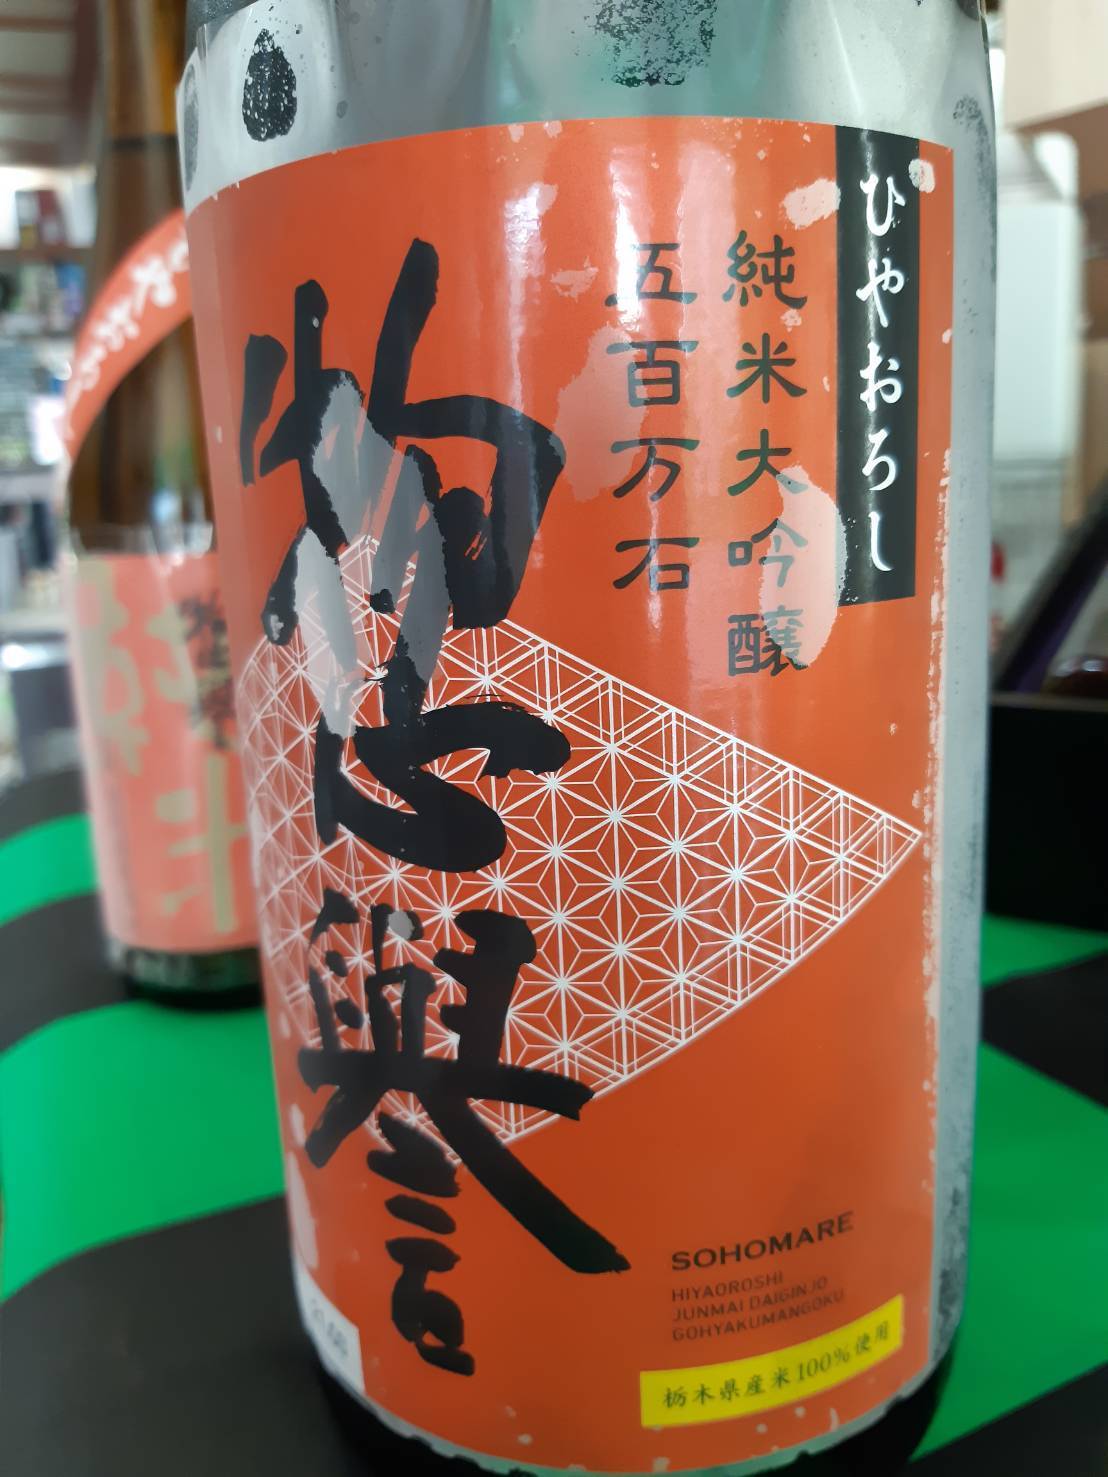 ひやおろし
純米大吟醸
五百万石
惣譽
SOHOMARE
HIYAOROSHI
JUNMAI DAIGINJO
GOHYAKUMANGOKU
栃木県産米100%使用